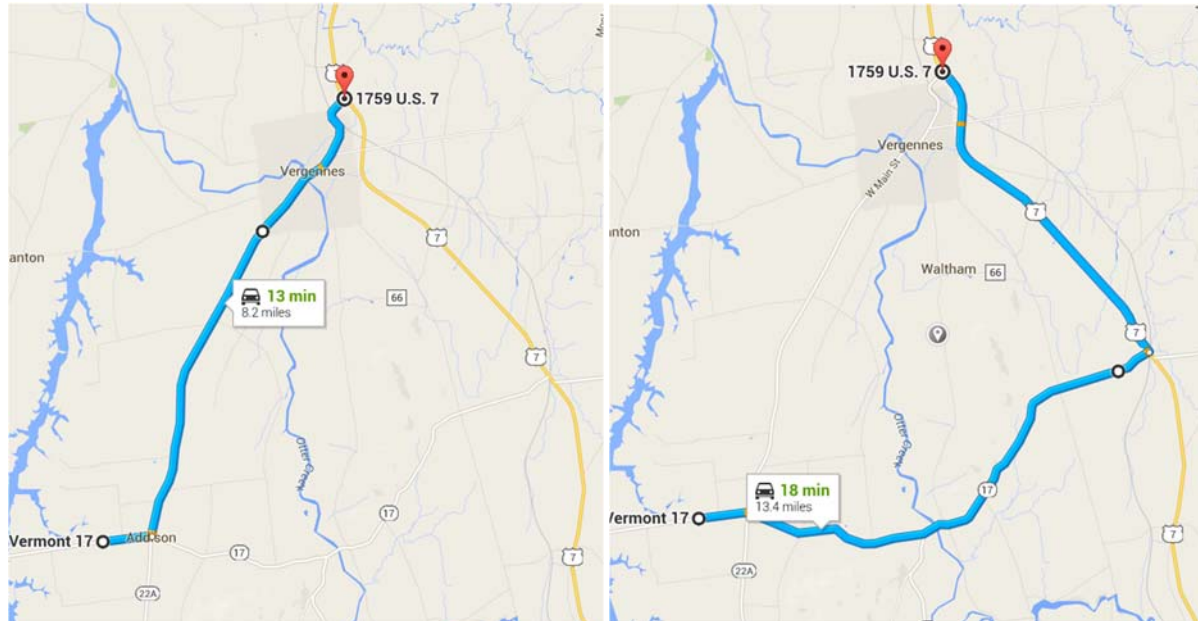 Mon
7
1759 U.S. 7
Vergennes
anton
7
13 min
8.2 miles
66
7
Otter Creek
17
Vermont 17
Addison
17
22A
7
1759 U.S. 7
Vergennes
W Main St
anton
7
Waltham
66
7
17
18 min
13.4 miles
Vermont 17
Otter Creek
22A